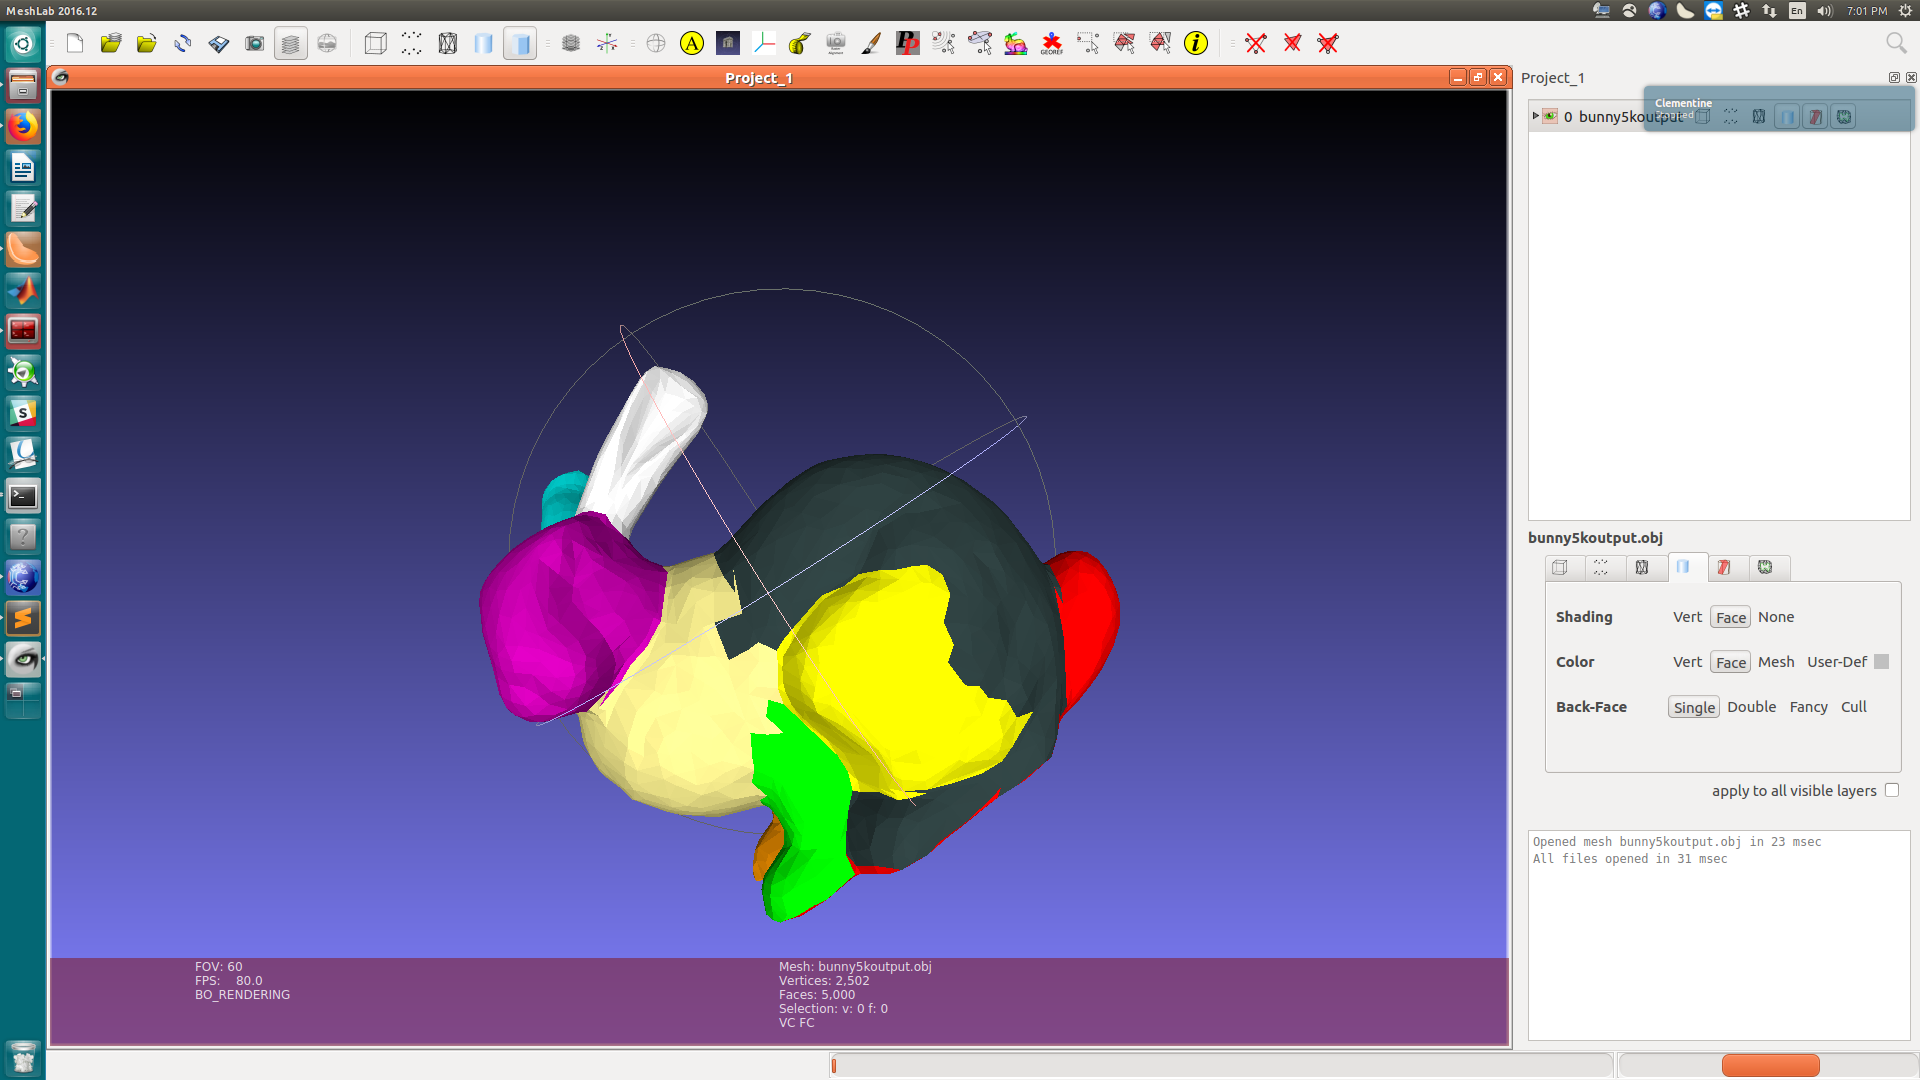 MeshLab 2016.12
En
7:01 PM
A
PP
GEOREF
i
Project_1
Project_1
Clementine
0 bunny5koutput
S
bunny5koutput.obj
Shading Vert Face None
Color Vert Face Mesh User-Def
Back-Face Single Double Fancy Cull
apply to all visible layers
Opened mesh bunny5koutput.obj in 23 msec
All files opened in 31 msec
FOV: 60
FPS: 80.0
BO_RENDERING
Mesh: bunny5koutput.obj
Vertices: 2,502
Faces: 5,000
Selection: v: 0 f: 0
VC FC